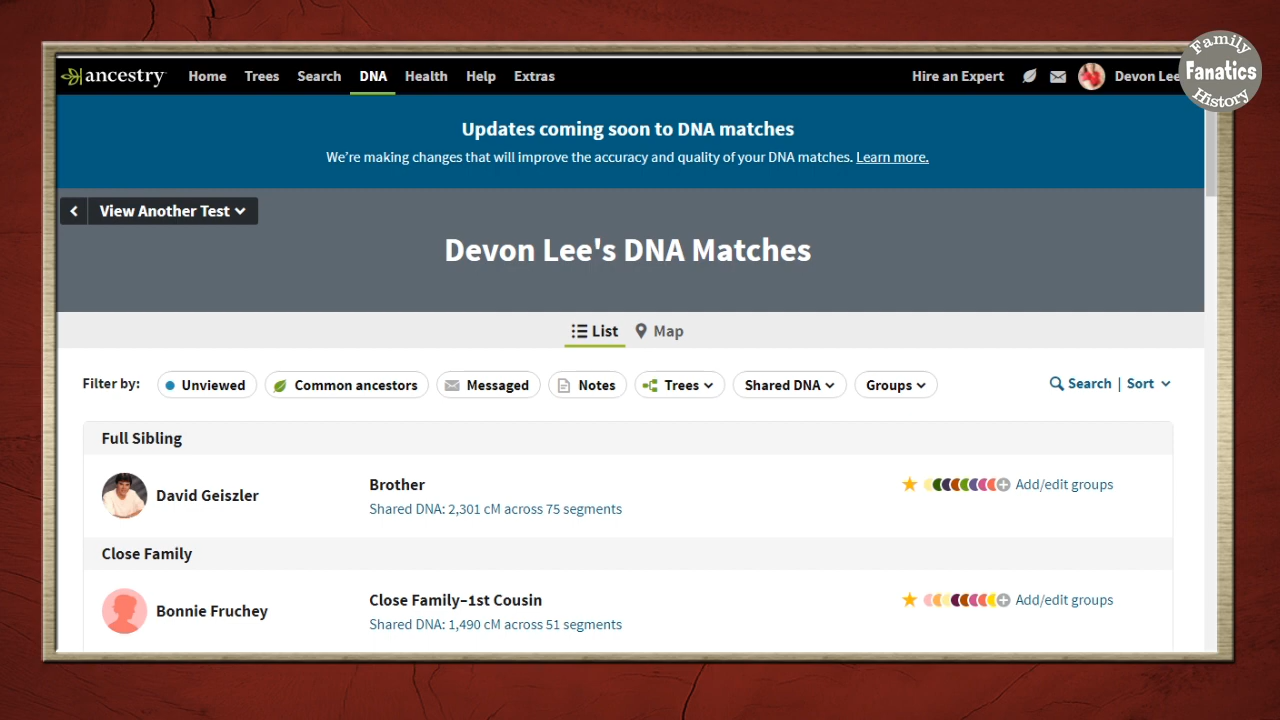 ancestry Home Trees Search DNA Health Help Extras Hire an Expert Devon Lee
Family
Fanatics
History
Updates coming soon to DNA matches
We're making changes that will improve the accuracy and quality of your DNA matches. Learn more.
View Another Test
Devon Lee's DNA Matches
List Map
Filter by: Unviewed Common ancestors Messaged Notes Trees Shared DNA Groups Search | Sort
Full Sibling
David Geiszler Brother Add/edit groups
Shared DNA: 2,301 cM across 75 segments
Close Family
Bonnie Fruchey Close Family–1st Cousin Add/edit groups
Shared DNA: 1,490 cM across 51 segments